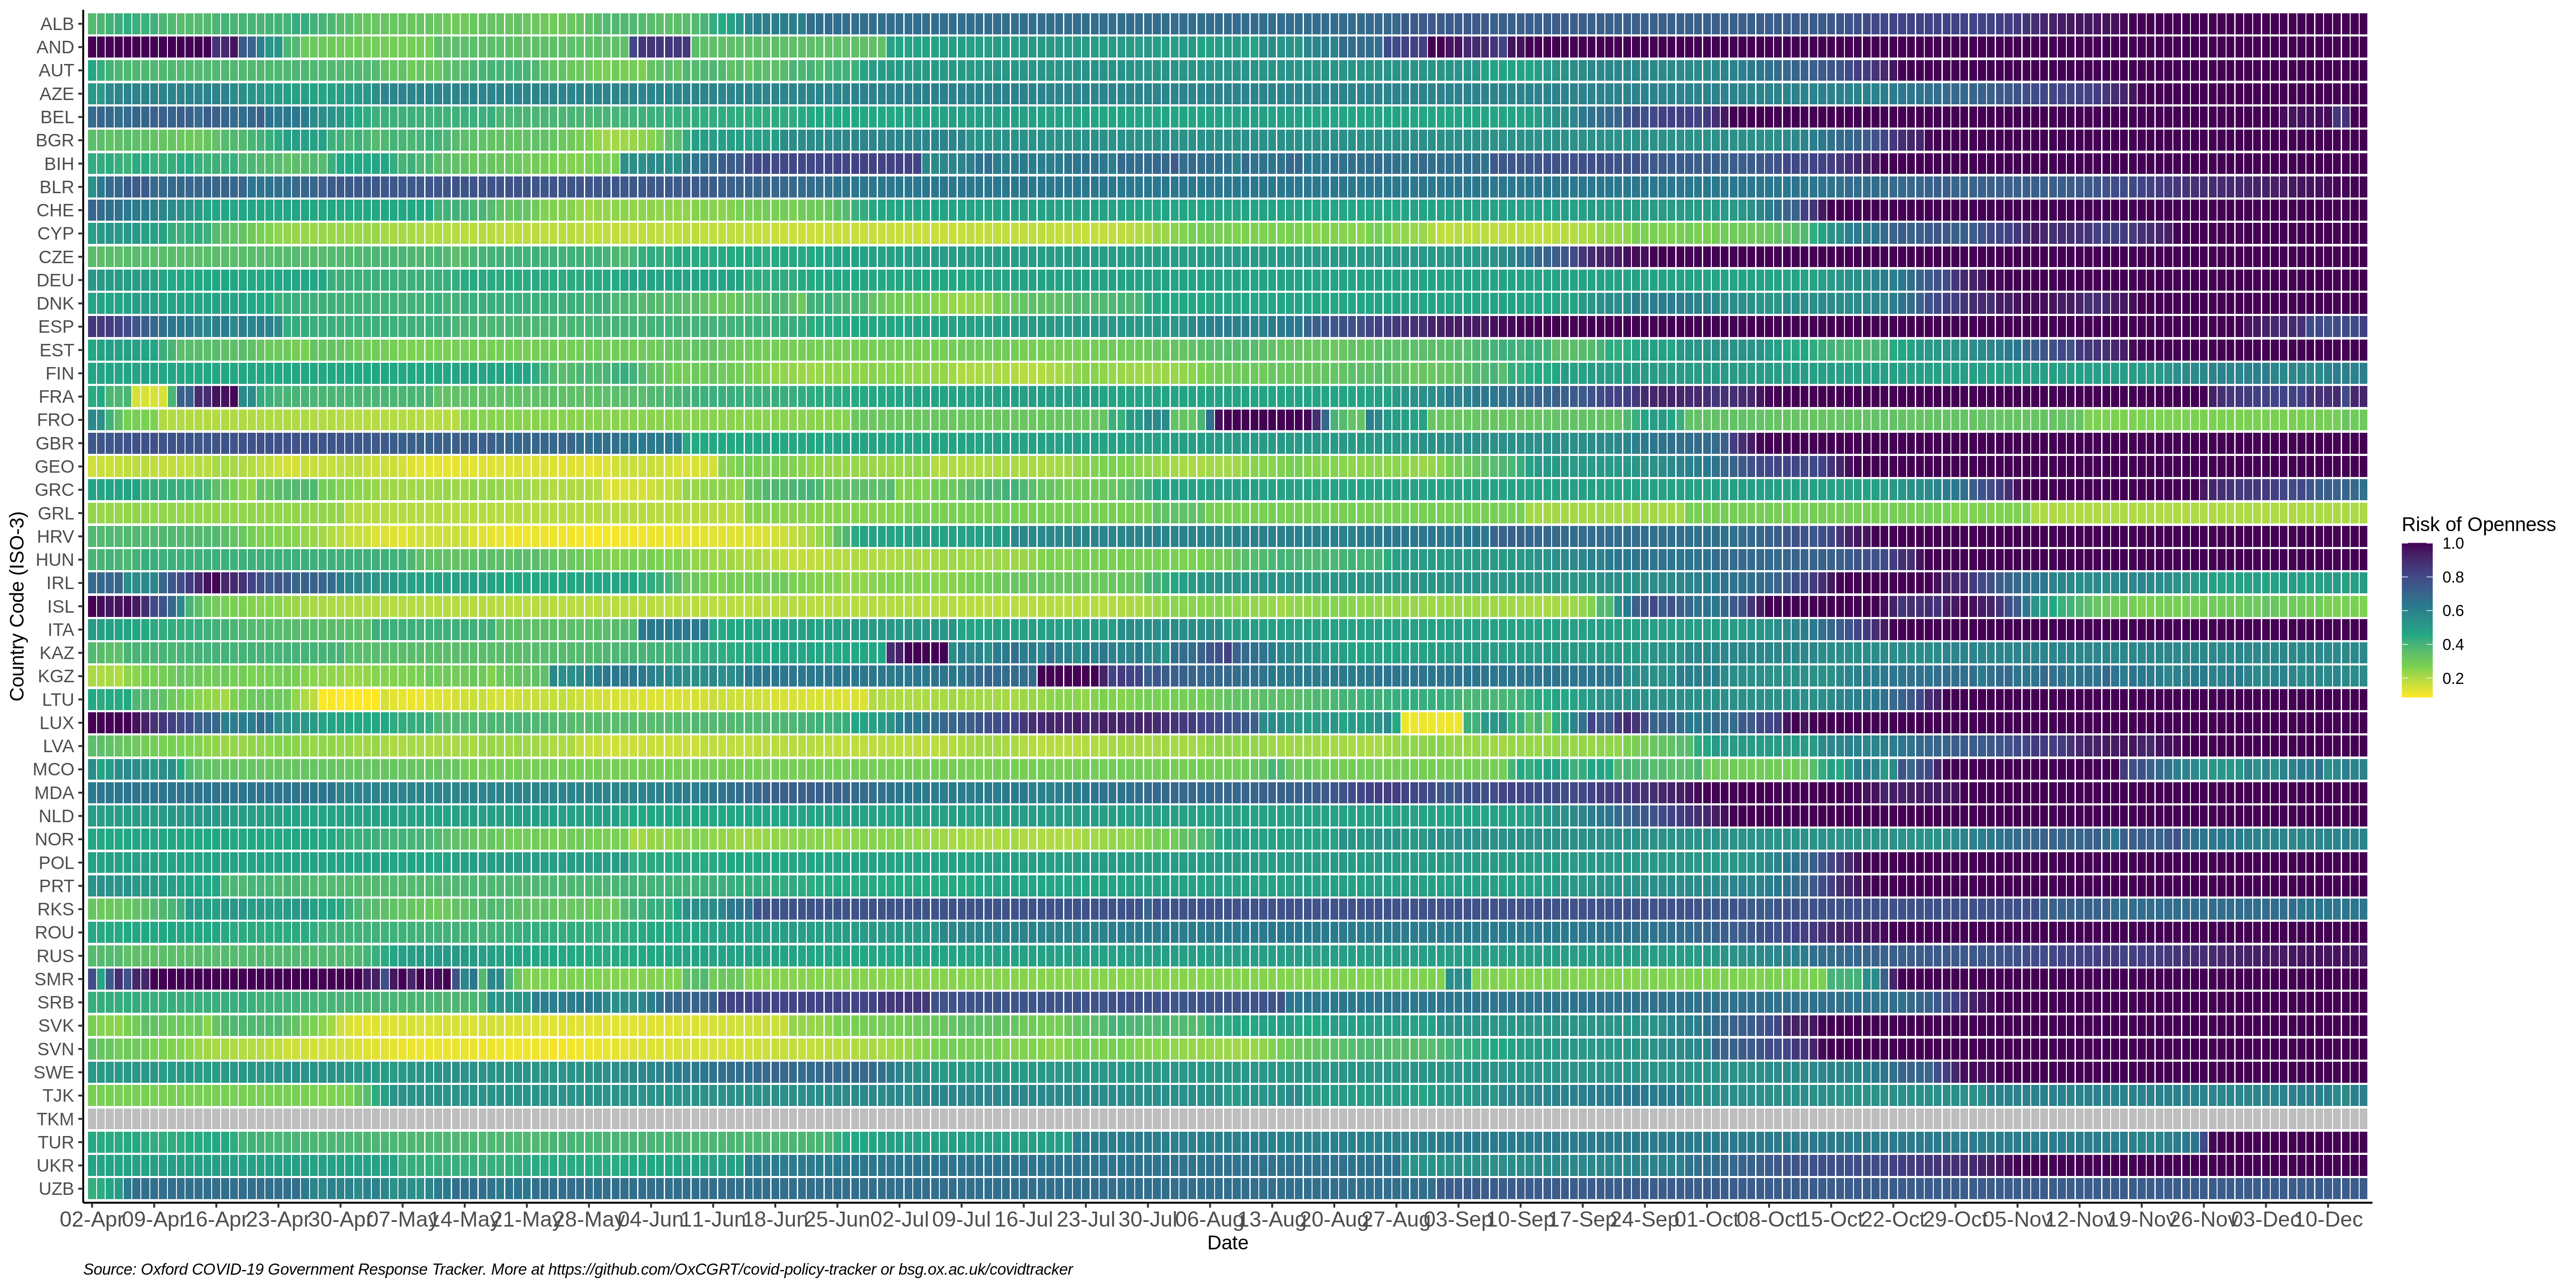 Country Code (ISO-3)
ALB
AND
AUT
AZE
BEL
BGR
BIH
BLR
CHE
CYP
CZE
DEU
DNK
ESP
EST
FIN
FRA
FRO
GBR
GEO
GRC
GRL
HRV
HUN
IRL
ISL
ITA
KAZ
KGZ
LTU
LUX
LVA
MCO
MDA
NLD
NOR
POL
PRT
RKS
ROU
RUS
SMR
SRB
SVK
SVN
SWE
TJK
TKM
TUR
UKR
UZB
02-Apr 09-Apr 16-Apr 23-Apr 30-Apr 07-May 14-May 21-May 28-May 04-Jun 11-Jun 18-Jun 25-Jun 02-Jul 09-Jul 16-Jul 23-Jul 30-Jul 06-Aug 13-Aug 20-Aug 27-Aug 03-Sep 10-Sep 17-Sep 24-Sep 01-Oct 08-Oct 15-Oct 22-Oct 29-Oct 05-Nov 12-Nov 19-Nov 26-Nov 03-Dec 10-Dec
Date
Risk of Openness
1.0
0.8
0.6
0.4
0.2
Source: Oxford COVID-19 Government Response Tracker. More at https://github.com/OxCGRT/covid-policy-tracker or bsg.ox.ac.uk/covidtracker